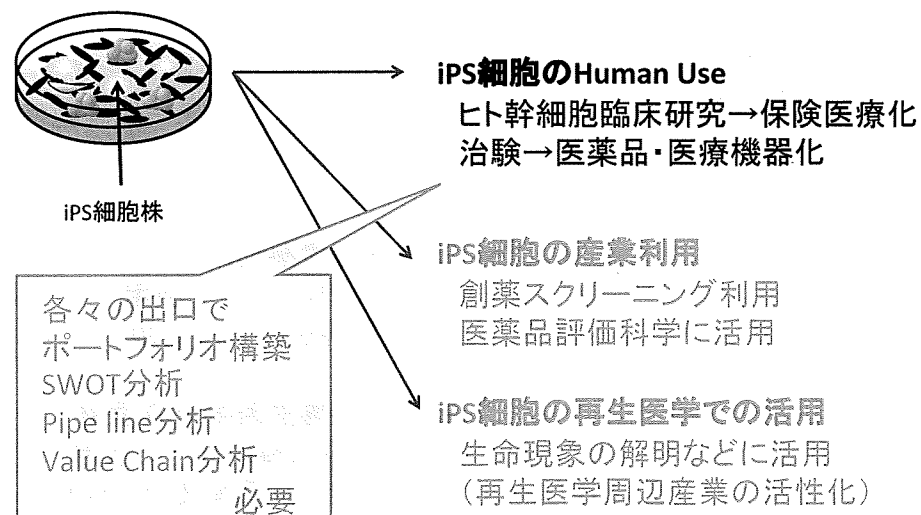 iPS細胞株
iPS細胞のHuman Use
ヒト幹細胞臨床研究→保険医療化
治験→医薬品・医療機器化
iPS細胞の産業利用
創薬スクリーニング利用
医薬品評価科学に活用
iPS細胞の再生医学での活用
生命現象の解明などに活用
(再生医学周辺産業の活性化)
各々の出口で
ポートフォリオ構築
SWOT分析
Pipe line分析
Value Chain分析
必要